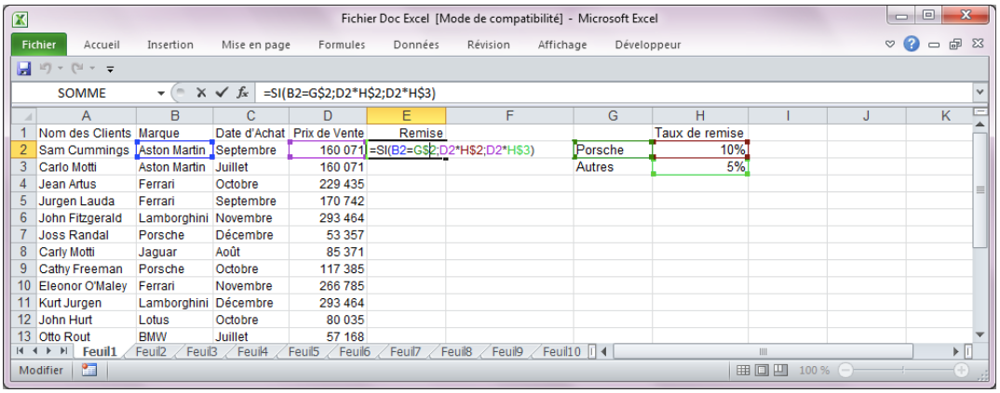 Fichier Doc Excel [Mode de compatibilité] - Microsoft Excel
Fichier Accueil Insertion Mise en page Formules Données Révision Affichage Développeur
SOMME fx =SI(B2=G$2;D2*H$2;D2*H$3)
A B C D E F G H I J K
1 Nom des Clients Marque Date d'Achat Prix de Vente Remise Taux de remise
2 Sam Cummings Aston Martin Septembre 160 071 =SI(B2=G$2;D2*H$2;D2*H$3) Porsche 10%
3 Carlo Motti Aston Martin Juillet 160 071 Autres 5%
4 Jean Artus Ferrari Octobre 229 435
5 Jurgen Lauda Ferrari Septembre 170 742
6 John Fitzgerald Lamborghini Novembre 293 464
7 Joss Randal Porsche Décembre 53 357
8 Carly Motti Jaguar Août 85 371
9 Cathy Freeman Porsche Octobre 117 385
10 Eleonor O'Maley Ferrari Novembre 266 785
11 Kurt Jurgen Lamborghini Décembre 293 464
12 John Hurt Lotus Octobre 80 035
13 Otto Rout BMW Juillet 57 168
Feuil1 Feuil2 Feuil3 Feuil4 Feuil5 Feuil6 Feuil7 Feuil8 Feuil9 Feuil10
Modifier 100 %